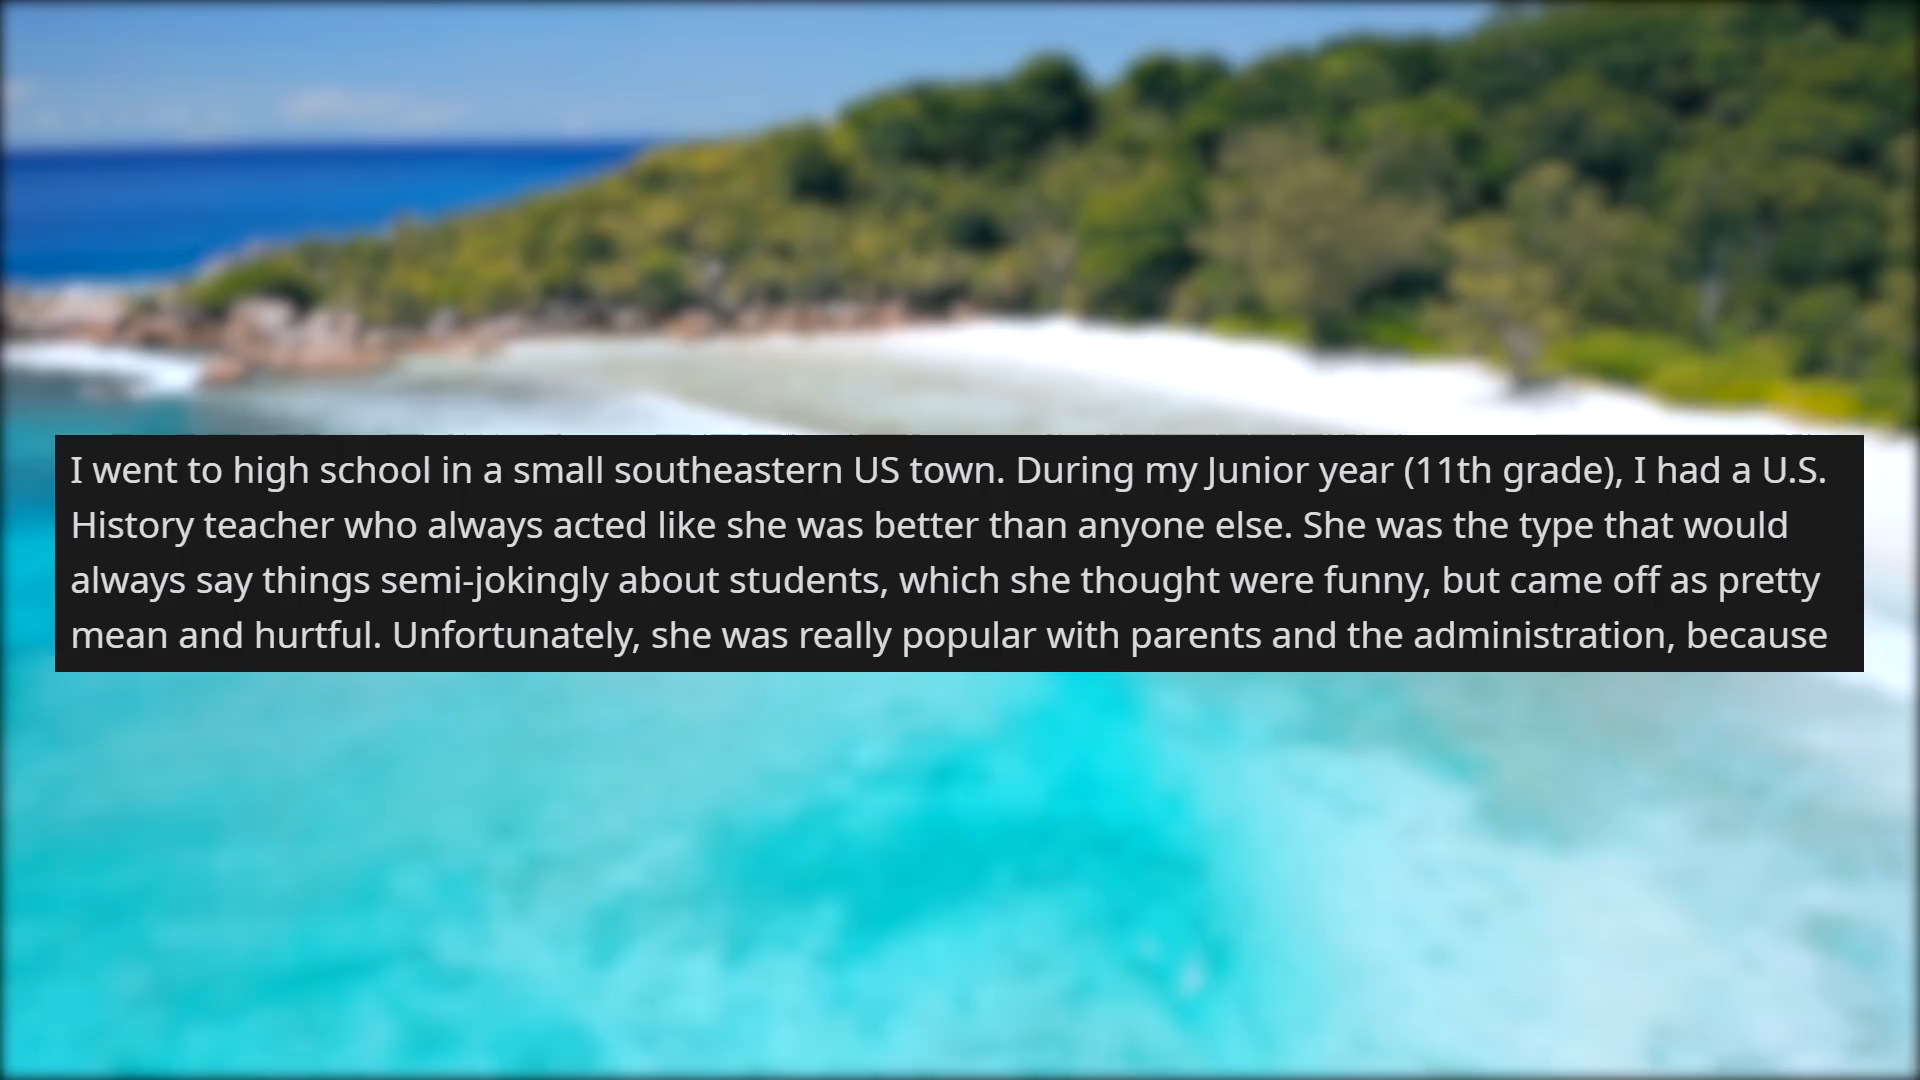 I went to high school in a small southeastern US town. During my Junior year (11th grade), I had a U.S.
History teacher who always acted like she was better than anyone else. She was the type that would
always say things semi-jokingly about students, which she thought were funny, but came off as pretty
mean and hurtful. Unfortunately, she was really popular with parents and the administration, because